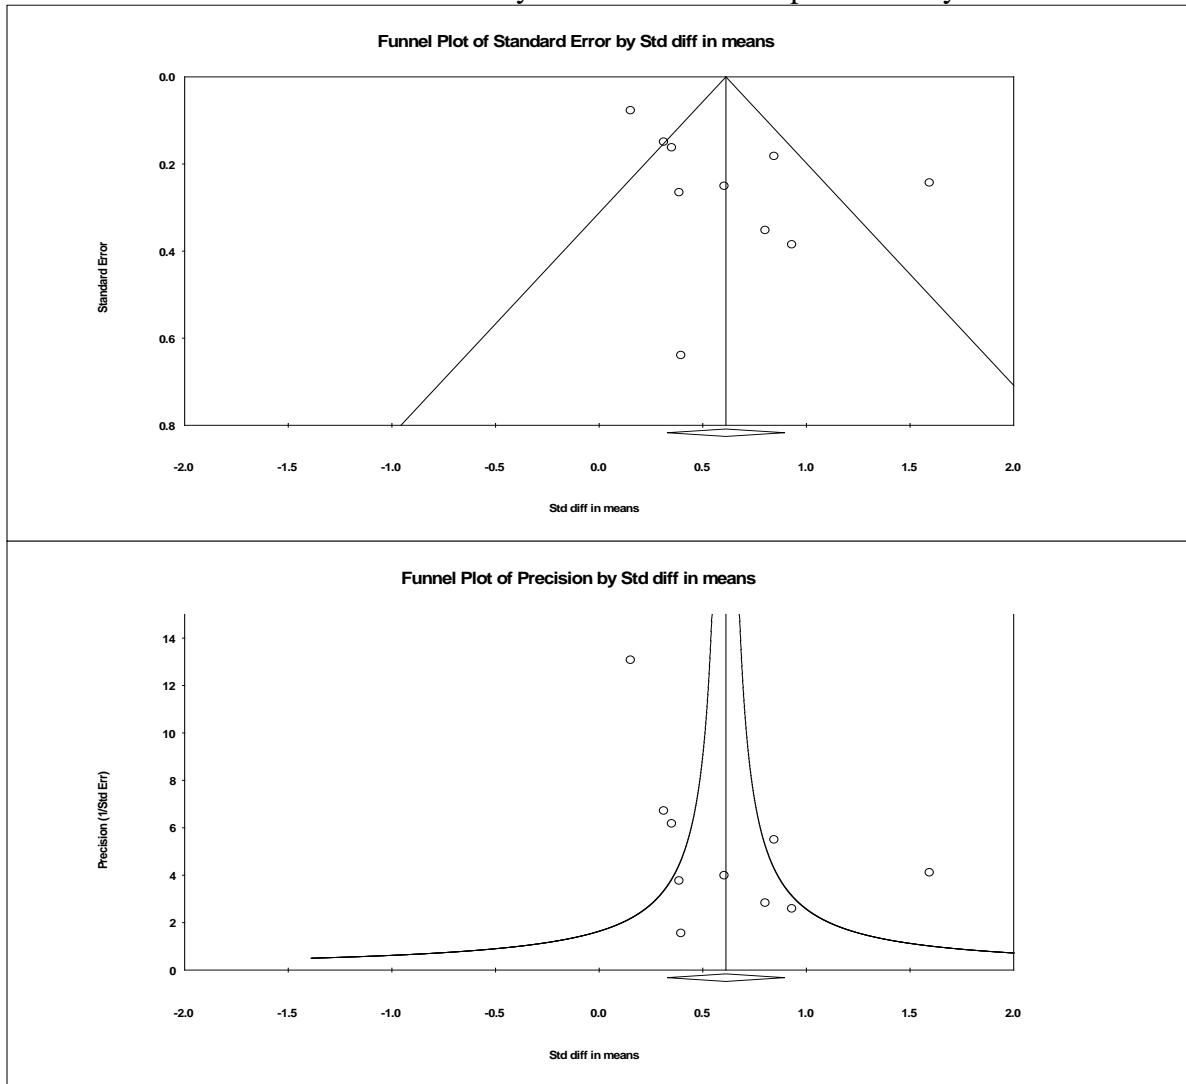 Funnel Plot of Standard Error by Std diff in means
0.0
0.2
0.4
0.6
0.8
Standard Error
-2.0 -1.5 -1.0 -0.5 0.0 0.5 1.0 1.5 2.0
Std diff in means
Funnel Plot of Precision by Std diff in means
14
12
10
8
6
4
2
0
Precision (1/Std Err)
-2.0 -1.5 -1.0 -0.5 0.0 0.5 1.0 1.5 2.0
Std diff in means